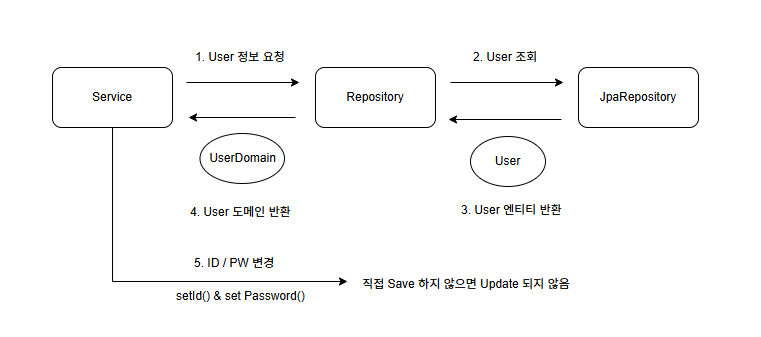 1. User 정보 요청
2. User 조회
Service
Repository
JpaRepository
UserDomain
User
4. User 도메인 반환
3. User 엔티티 반환
5. ID / PW 변경
직접 Save 하지 않으면 Update 되지 않음
setId() & set Password()